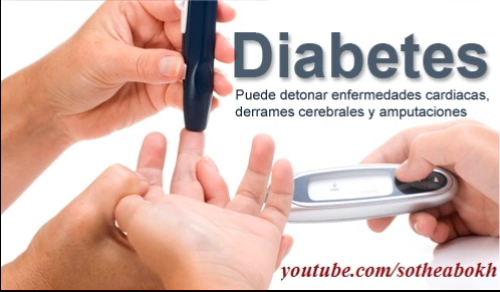 Diabetes
Puede detonar enfermedades cardiacas,
derrames cerebrales y amputaciones
youtube.com/sotheabokh